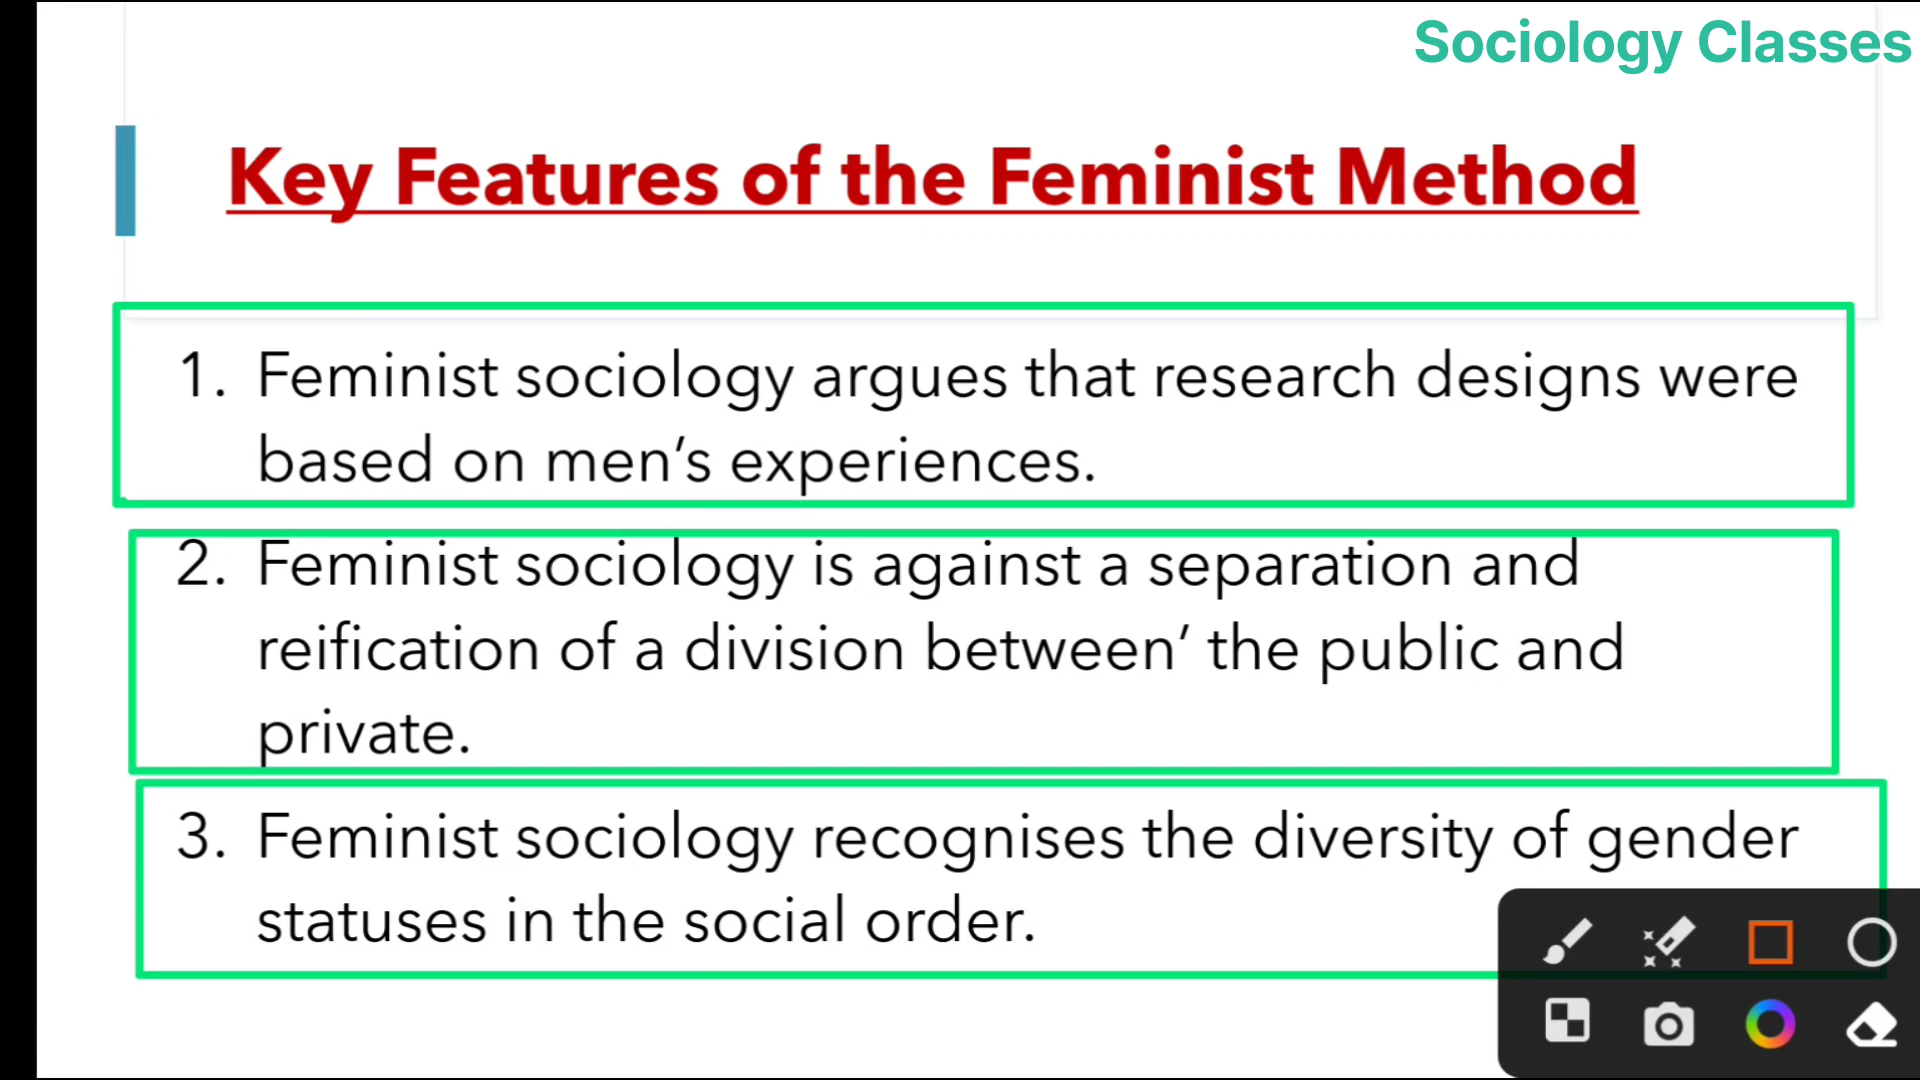 Sociology Classes
Key Features of the Feminist Method
1. Feminist sociology argues that research designs were
based on men’s experiences.
2. Feminist sociology is against a separation and
reification of a division between’ the public and
private.
3. Feminist sociology recognises the diversity of gender
statuses in the social order.